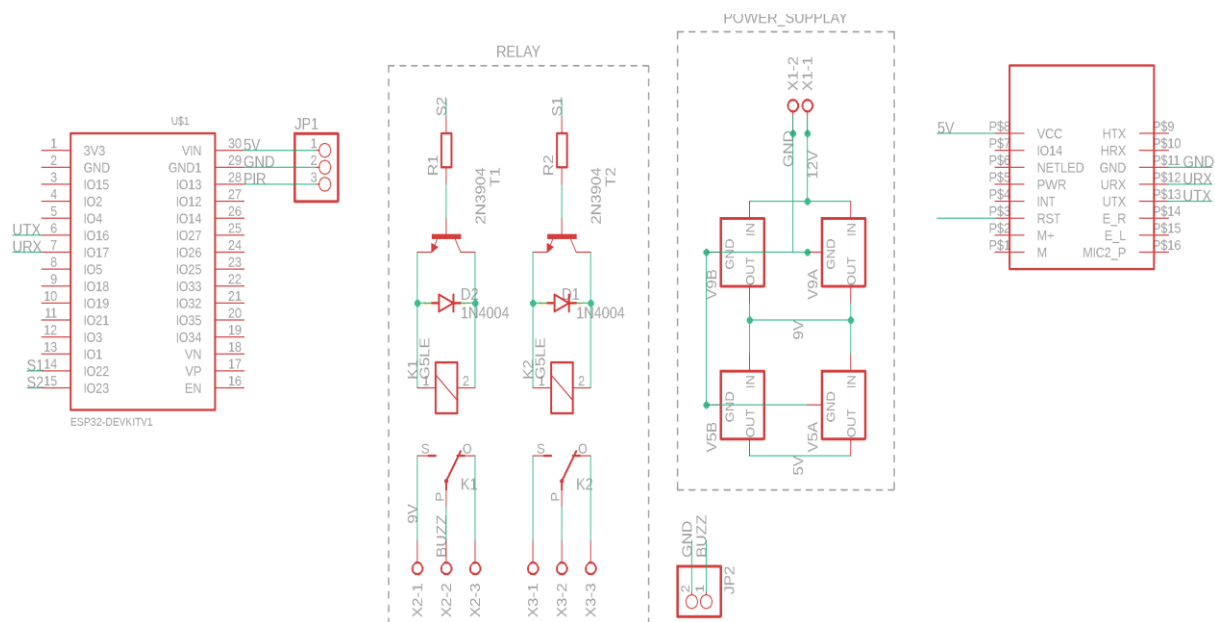 POWER_SUPPLAY
RELAY
U$1
1 3V3 VIN 30 5V
2 GND GND1 29 GND
3 IO15 IO13 28 PIR
4 IO2 IO12 27
5 IO4 IO14 26
UTX 6 IO16 IO27 25
URX 7 IO17 IO26 24
8 IO5 IO25 23
9 IO18 IO33 22
10 IO19 IO32 21
11 IO21 IO35 20
12 IO3 IO34 19
13 IO1 VN 18
S1 14 IO22 VP 17
S2 15 IO23 EN 16
ESP32-DEVKITV1
JP1
1
2
3
S2
R1
2N3904
T1
D2
1N4004
K1
G5LE
1 2
S O
K1
P
9V
BUZZ
X2-1
X2-2
X2-3
S1
R2
2N3904
T2
D1
1N4004
K2
G5LE
1 2
S O
K2
P
X3-1
X3-2
X3-3
X1-2
X1-1
GND
12V
IN
GND
OUT
V9B
IN
GND
OUT
V9A
9V
IN
GND
OUT
V5B
IN
GND
OUT
V5A
5V
GND
BUZZ
2
1
JP2
5V P$8 VCC HTX P$9
P$7 IO14 HRX P$10
P$6 NETLED GND P$11 GND
P$5 PWR URX P$12 URX
P$4 INT UTX P$13 UTX
P$3 RST E_R P$14
P$2 M+ E_L P$15
P$1 M MIC2_P P$16